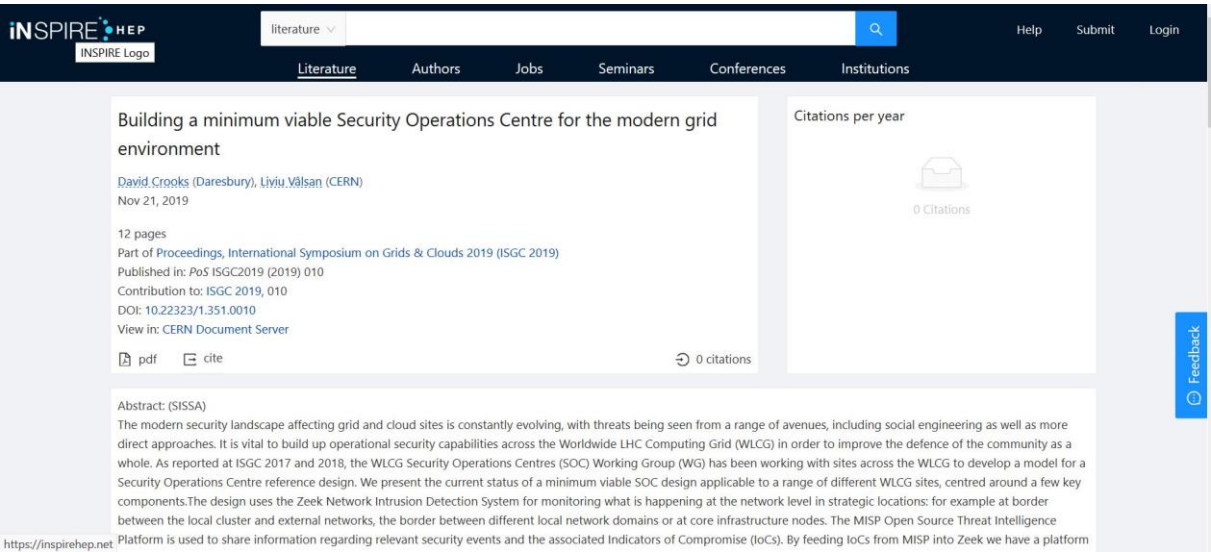 iNSPIRE HEP
literature
Help
Submit
Login
INSPIRE Logo
Literature
Authors
Jobs
Seminars
Conferences
Institutions
Building a minimum viable Security Operations Centre for the modern grid
environment
David Crooks (Daresbury), Liviu Vâlsan (CERN)
Nov 21, 2019
12 pages
Part of Proceedings, International Symposium on Grids & Clouds 2019 (ISGC 2019)
Published in: PoS ISGC2019 (2019) 010
Contribution to: ISGC 2019, 010
DOI: 10.22323/1.351.0010
View in: CERN Document Server
pdf
cite
0 citations
Citations per year
0 Citations
Feedback
Abstract: (SISSA)
The modern security landscape affecting grid and cloud sites is constantly evolving, with threats being seen from a range of avenues, including social engineering as well as more
direct approaches. It is vital to build up operational security capabilities across the Worldwide LHC Computing Grid (WLCG) in order to improve the defence of the community as a
whole. As reported at ISGC 2017 and 2018, the WLCG Security Operations Centres (SOC) Working Group (WG) has been working with sites across the WLCG to develop a model for a
Security Operations Centre reference design. We present the current status of a minimum viable SOC design applicable to a range of different WLCG sites, centred around a few key
components.The design uses the Zeek Network Intrusion Detection System for monitoring what is happening at the network level in strategic locations: for example at border
between the local cluster and external networks, the border between different local network domains or at core infrastructure nodes. The MISP Open Source Threat Intelligence
Platform is used to share information regarding relevant security events and the associated Indicators of Compromise (IoCs). By feeding IoCs from MISP into Zeek we have a platform
https://inspirehep.net